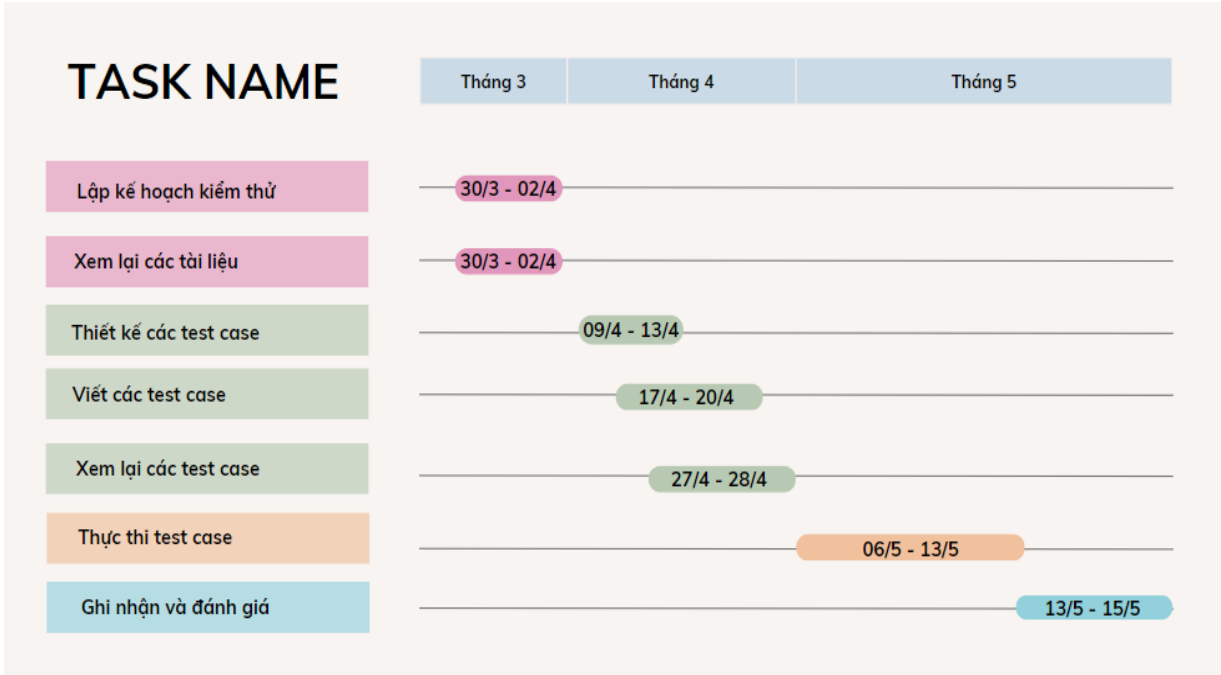 TASK NAME
Tháng 3
Tháng 4
Tháng 5
Lập kế hoạch kiểm thử
30/3 - 02/4
Xem lại các tài liệu
30/3 - 02/4
Thiết kế các test case
09/4 - 13/4
Viết các test case
17/4 - 20/4
Xem lại các test case
27/4 - 28/4
Thực thi test case
06/5 - 13/5
Ghi nhận và đánh giá
13/5 - 15/5